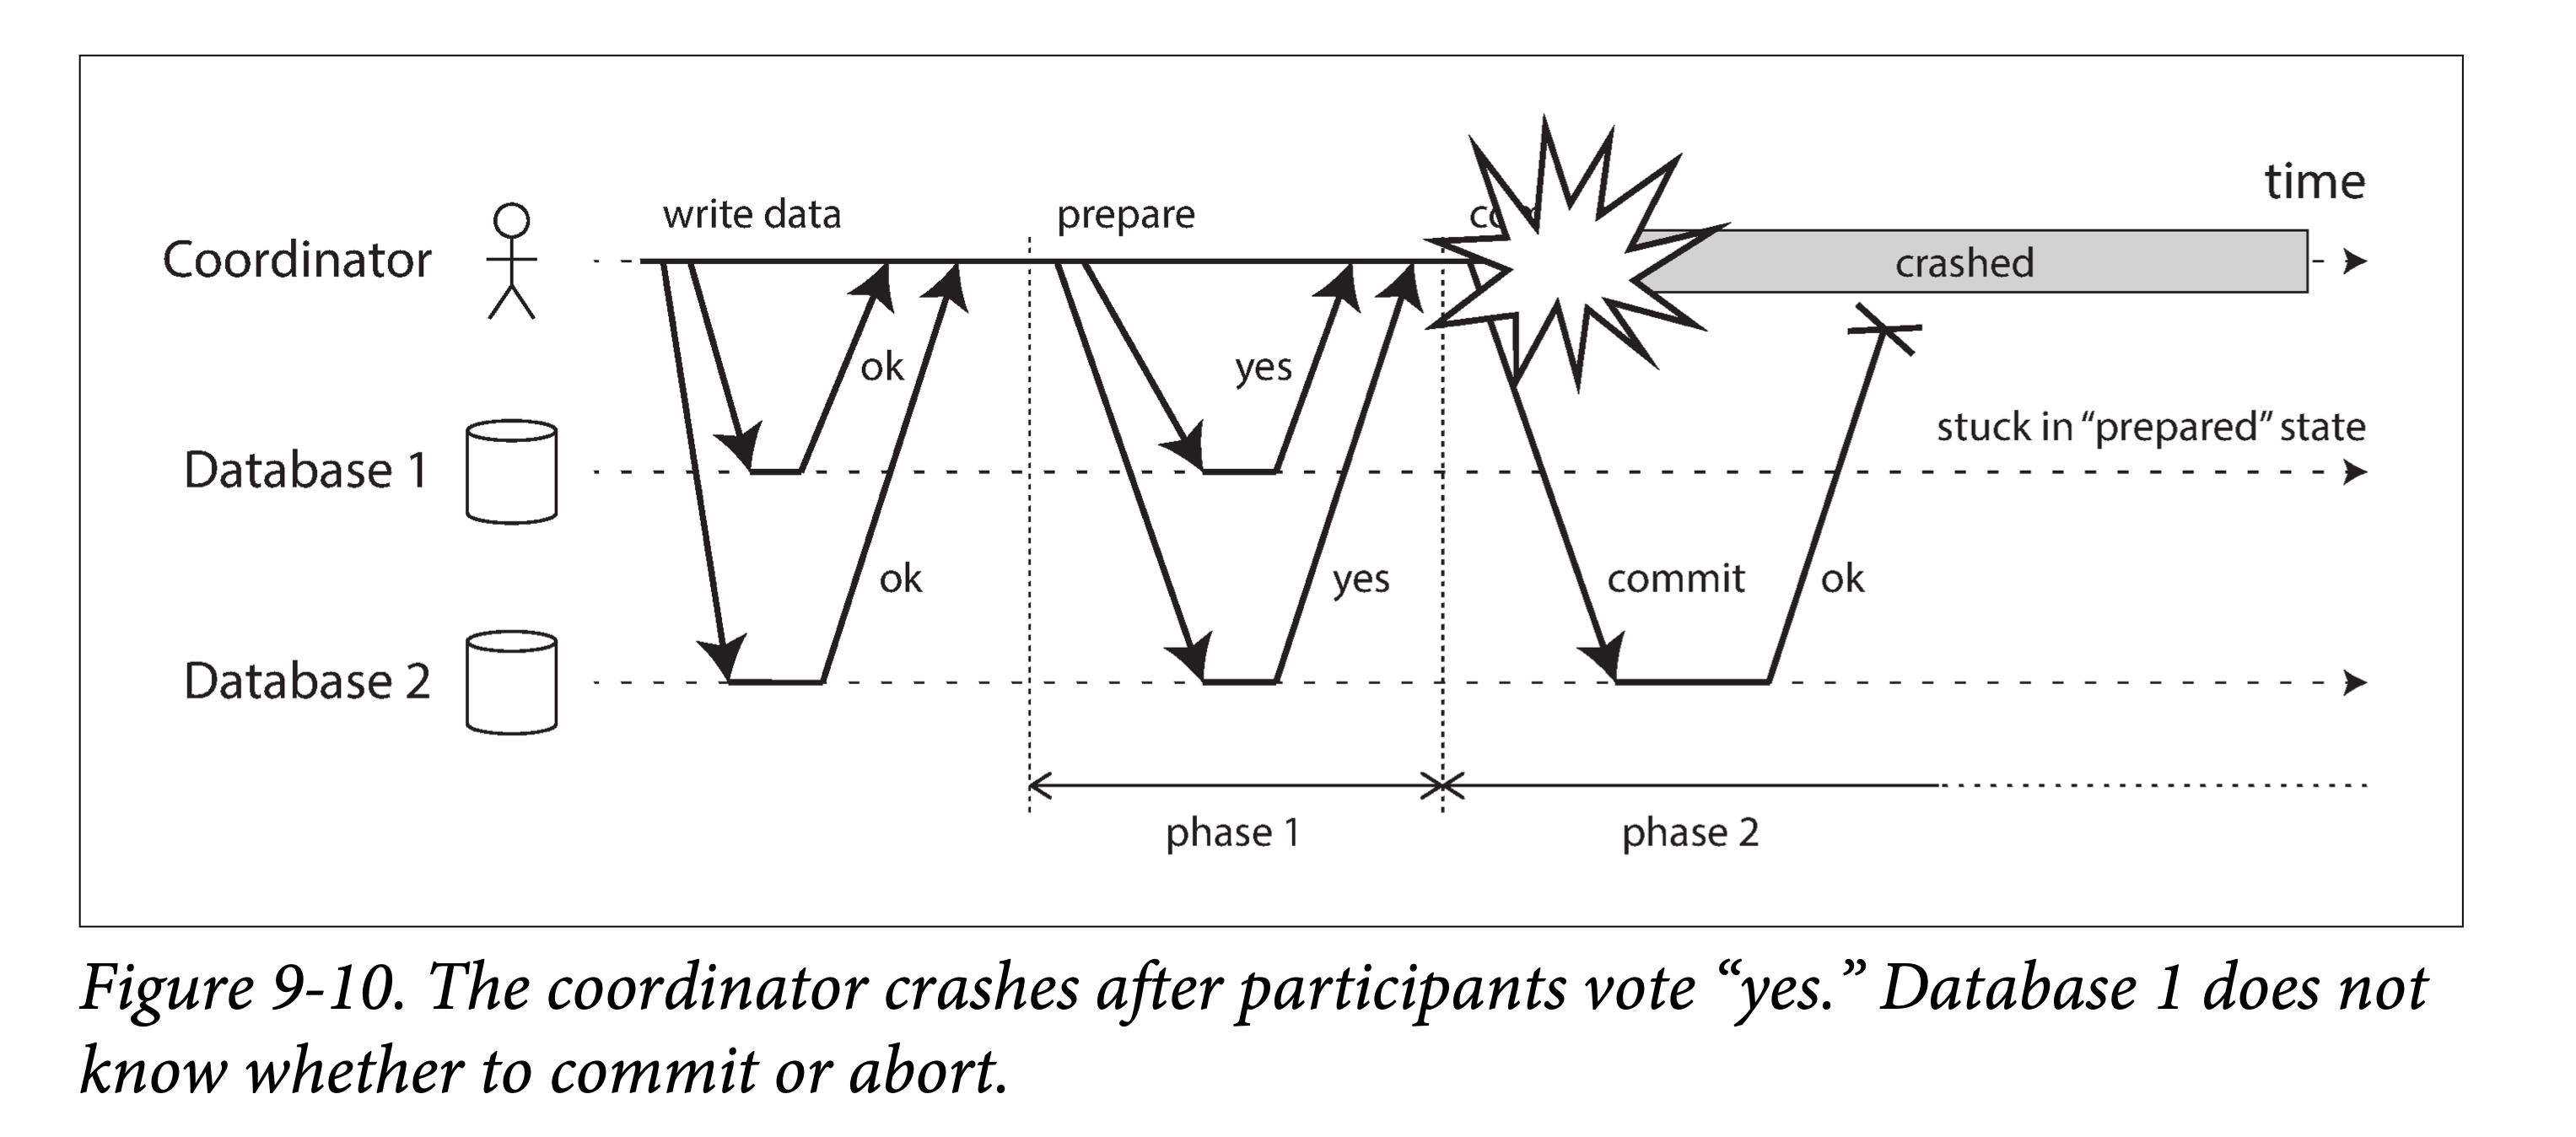 time
write data
prepare
Coordinator
crashed
ok
yes
stuck in “prepared” state
Database 1
ok
yes
commit
ok
Database 2
phase 1
phase 2
Figure 9-10. The coordinator crashes after participants vote “yes.” Database 1 does not
know whether to commit or abort.